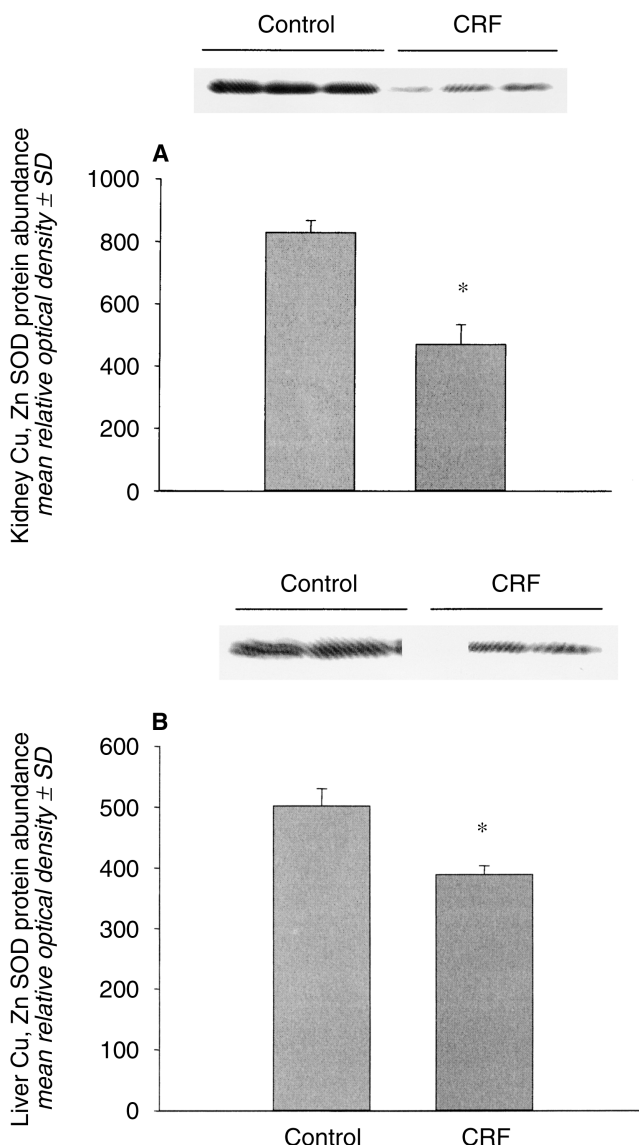 Control CRF
A
Kidney Cu, Zn SOD protein abundance
mean relative optical density ± SD
1000
800
600
400
200
0
*
Control CRF
B
Liver Cu, Zn SOD protein abundance
mean relative optical density ± SD
600
500
400
300
200
100
0
*
Control CRF